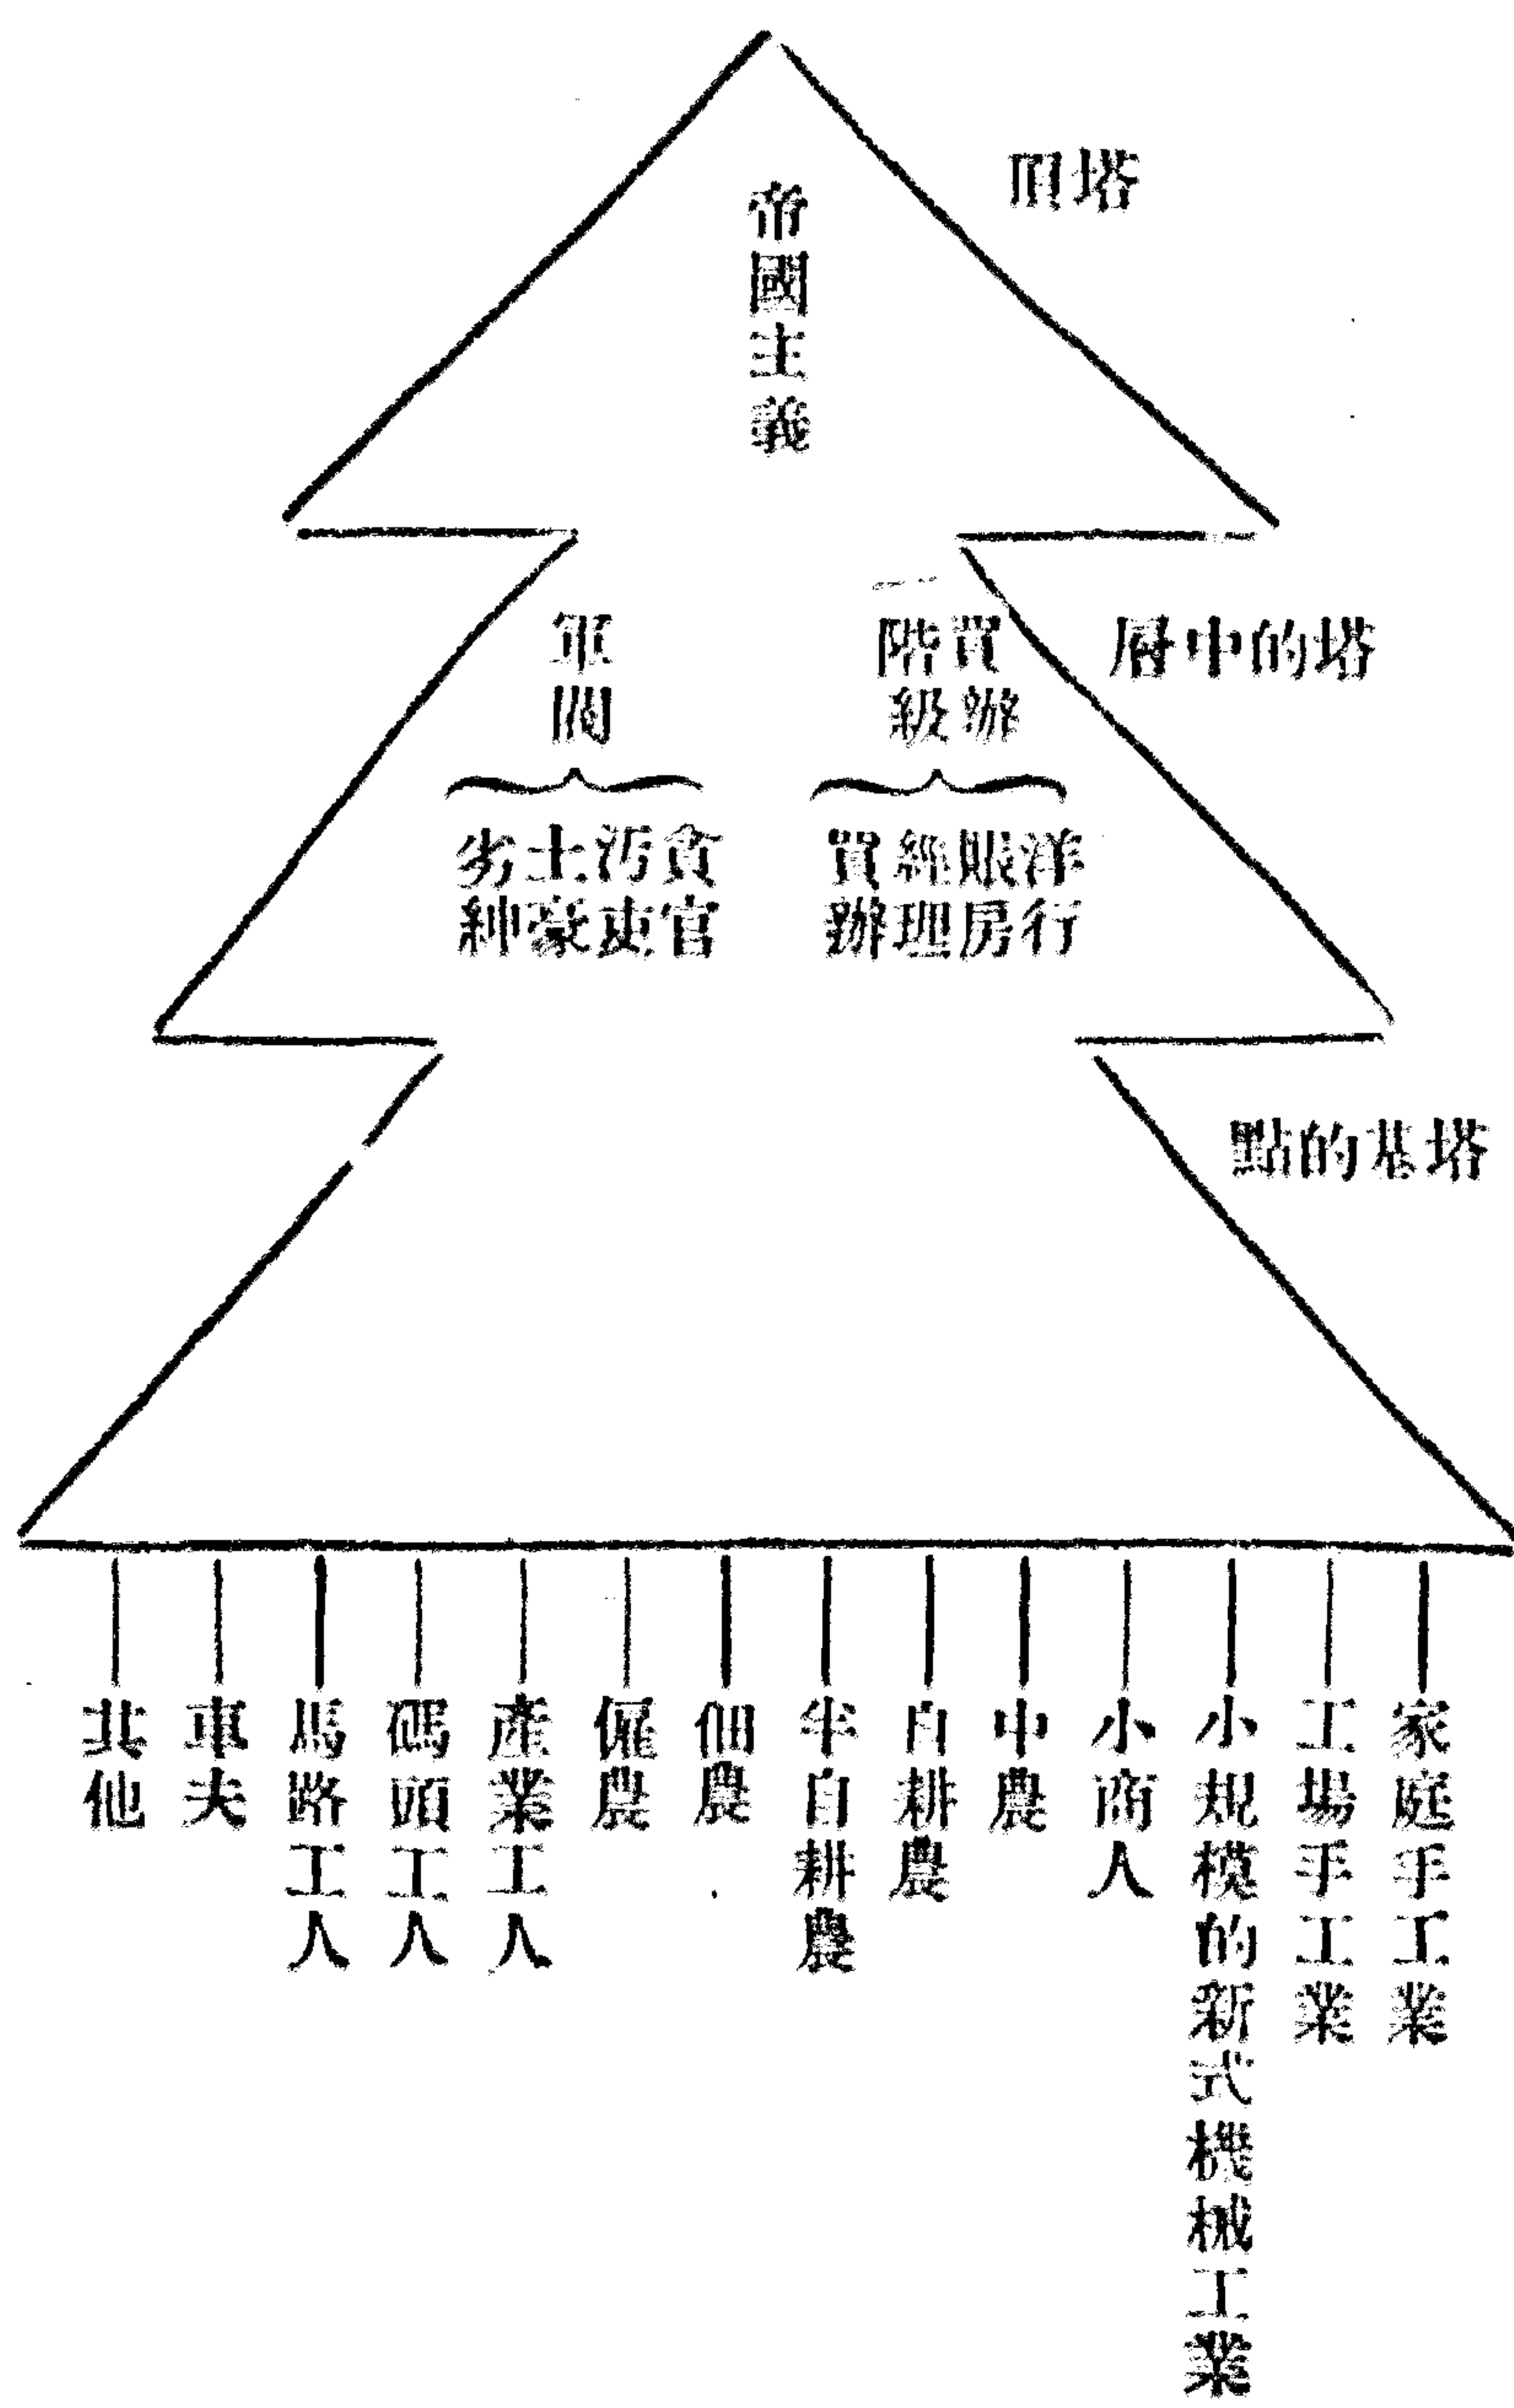 塔頂
帝國主義
塔的中層
買辦
階級
洋行
賬房
經理
買辦
軍閥
貪官
汚吏
土豪
劣紳
塔基的點
家庭手工業
工場手工業
小規模的新式機械工業
小商人
中農
自耕農
半自耕農
佃農
僱農
產業工人
碼頭工人
馬路工人
車夫
其他